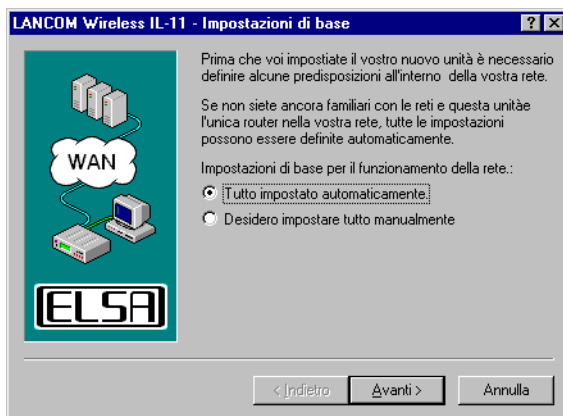 LANCOM Wireless IL-11 - Impostazioni di base
Prima che voi impostiate il vostro nuovo unità è necessario
definire alcune predisposizioni all'interno della vostra rete.
Se non siete ancora familiari con le reti e questa unitàe
l'unica router nella vostra rete, tutte le impostazioni
possono essere definite automaticamente.
Impostazioni di base per il funzionamento della rete.:
Tutto impostato automaticamente.
Desidero impostare tutto manualmente
WAN
ELSA
< Indietro
Avanti >
Annulla